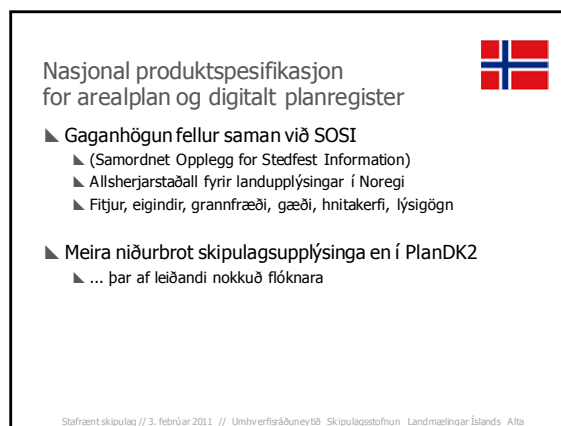 Nasjonal produktspesifikasjon
for arealplan og digitalt planregister
Gaganhögun fellur saman við SOSI
(Samordnet Opplegg for Stedfest Information)
Allsherjarstaðall fyrir landupplýsingar í Noregi
Fitjur, eigindir, grannfræði, gæði, hnitakerfi, lýsigögn
Meira niðurbrot skipulagsupplýsinga en í PlanDK2
... þar af leiðandi nokkuð flóknara
Stafrænt skipulag // 3. febrúar 2011 // Umhverfisráðuneytið Skipulagsstofnun Landmælingar Íslands Alta